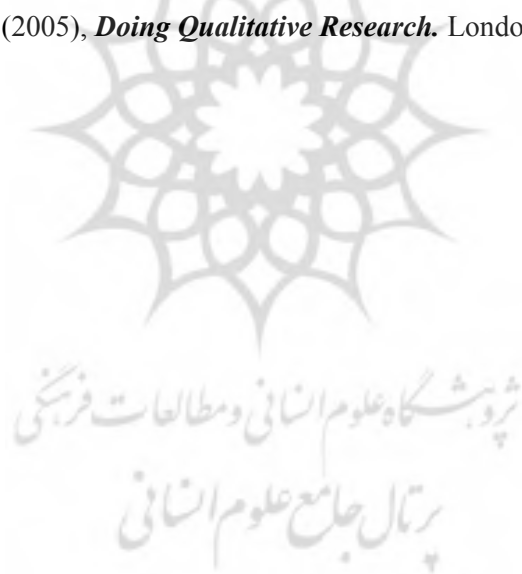 (2005), Doing Qualitative Research. Londo
پژوهشگاه علوم انسانی و مطالعات فرهنگی
پرتال جامع علوم انسانی